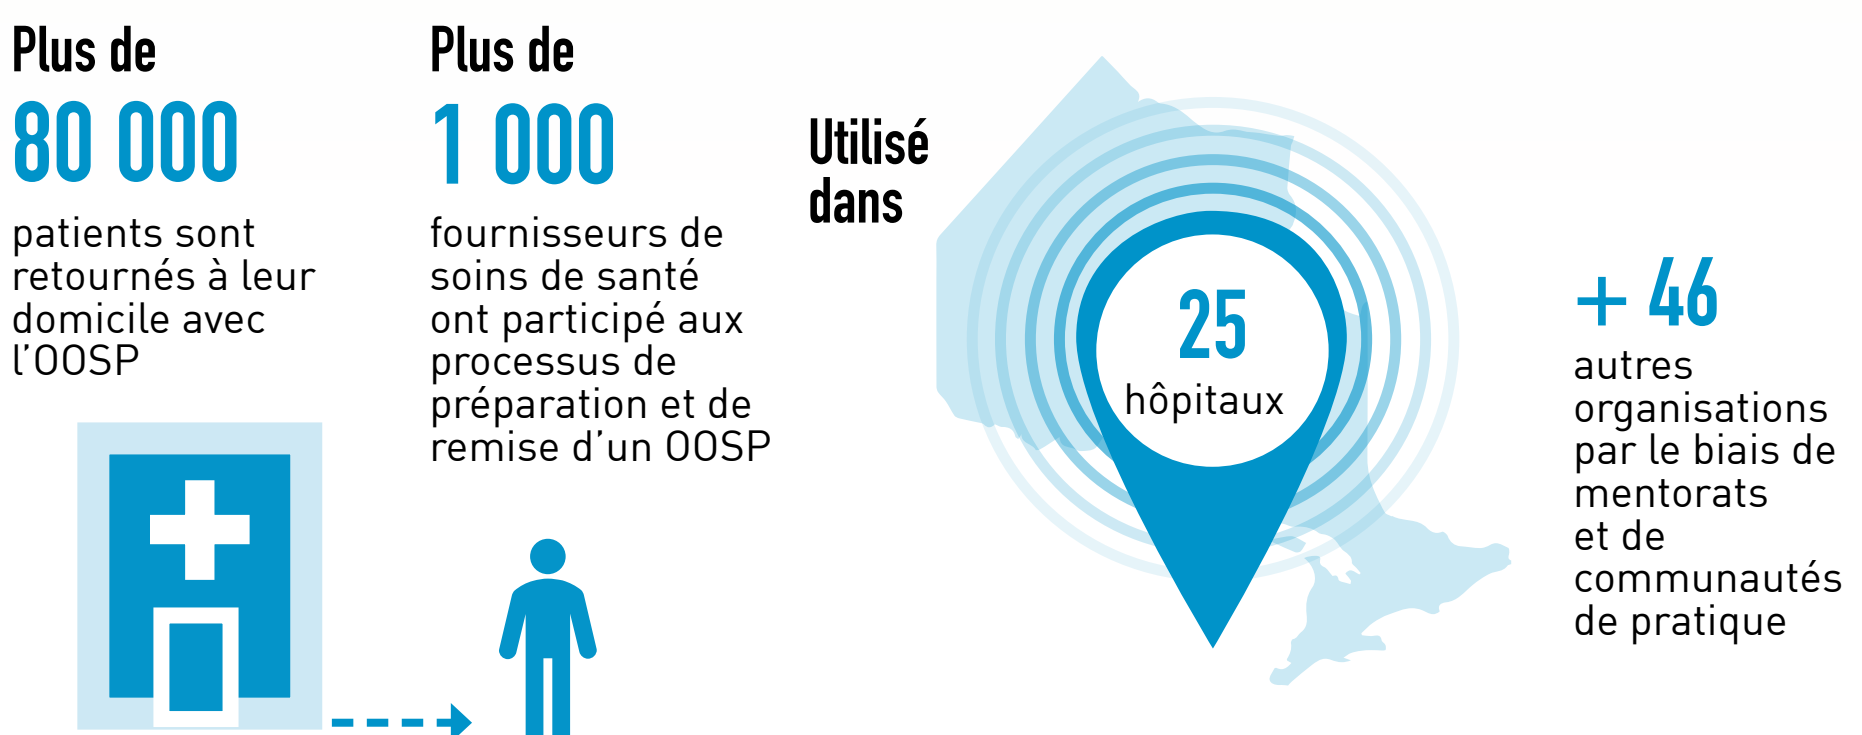 Plus de
80 000
patients sont
retournés à leur
domicile avec
l’OOSP
Plus de
1 000
fournisseurs de
soins de santé
ont participé aux
processus de
préparation et de
remise d’un OOSP
Utilisé
dans
25
hôpitaux
+ 46
autres
organisations
par le biais de
mentorats
et de
communautés
de pratique